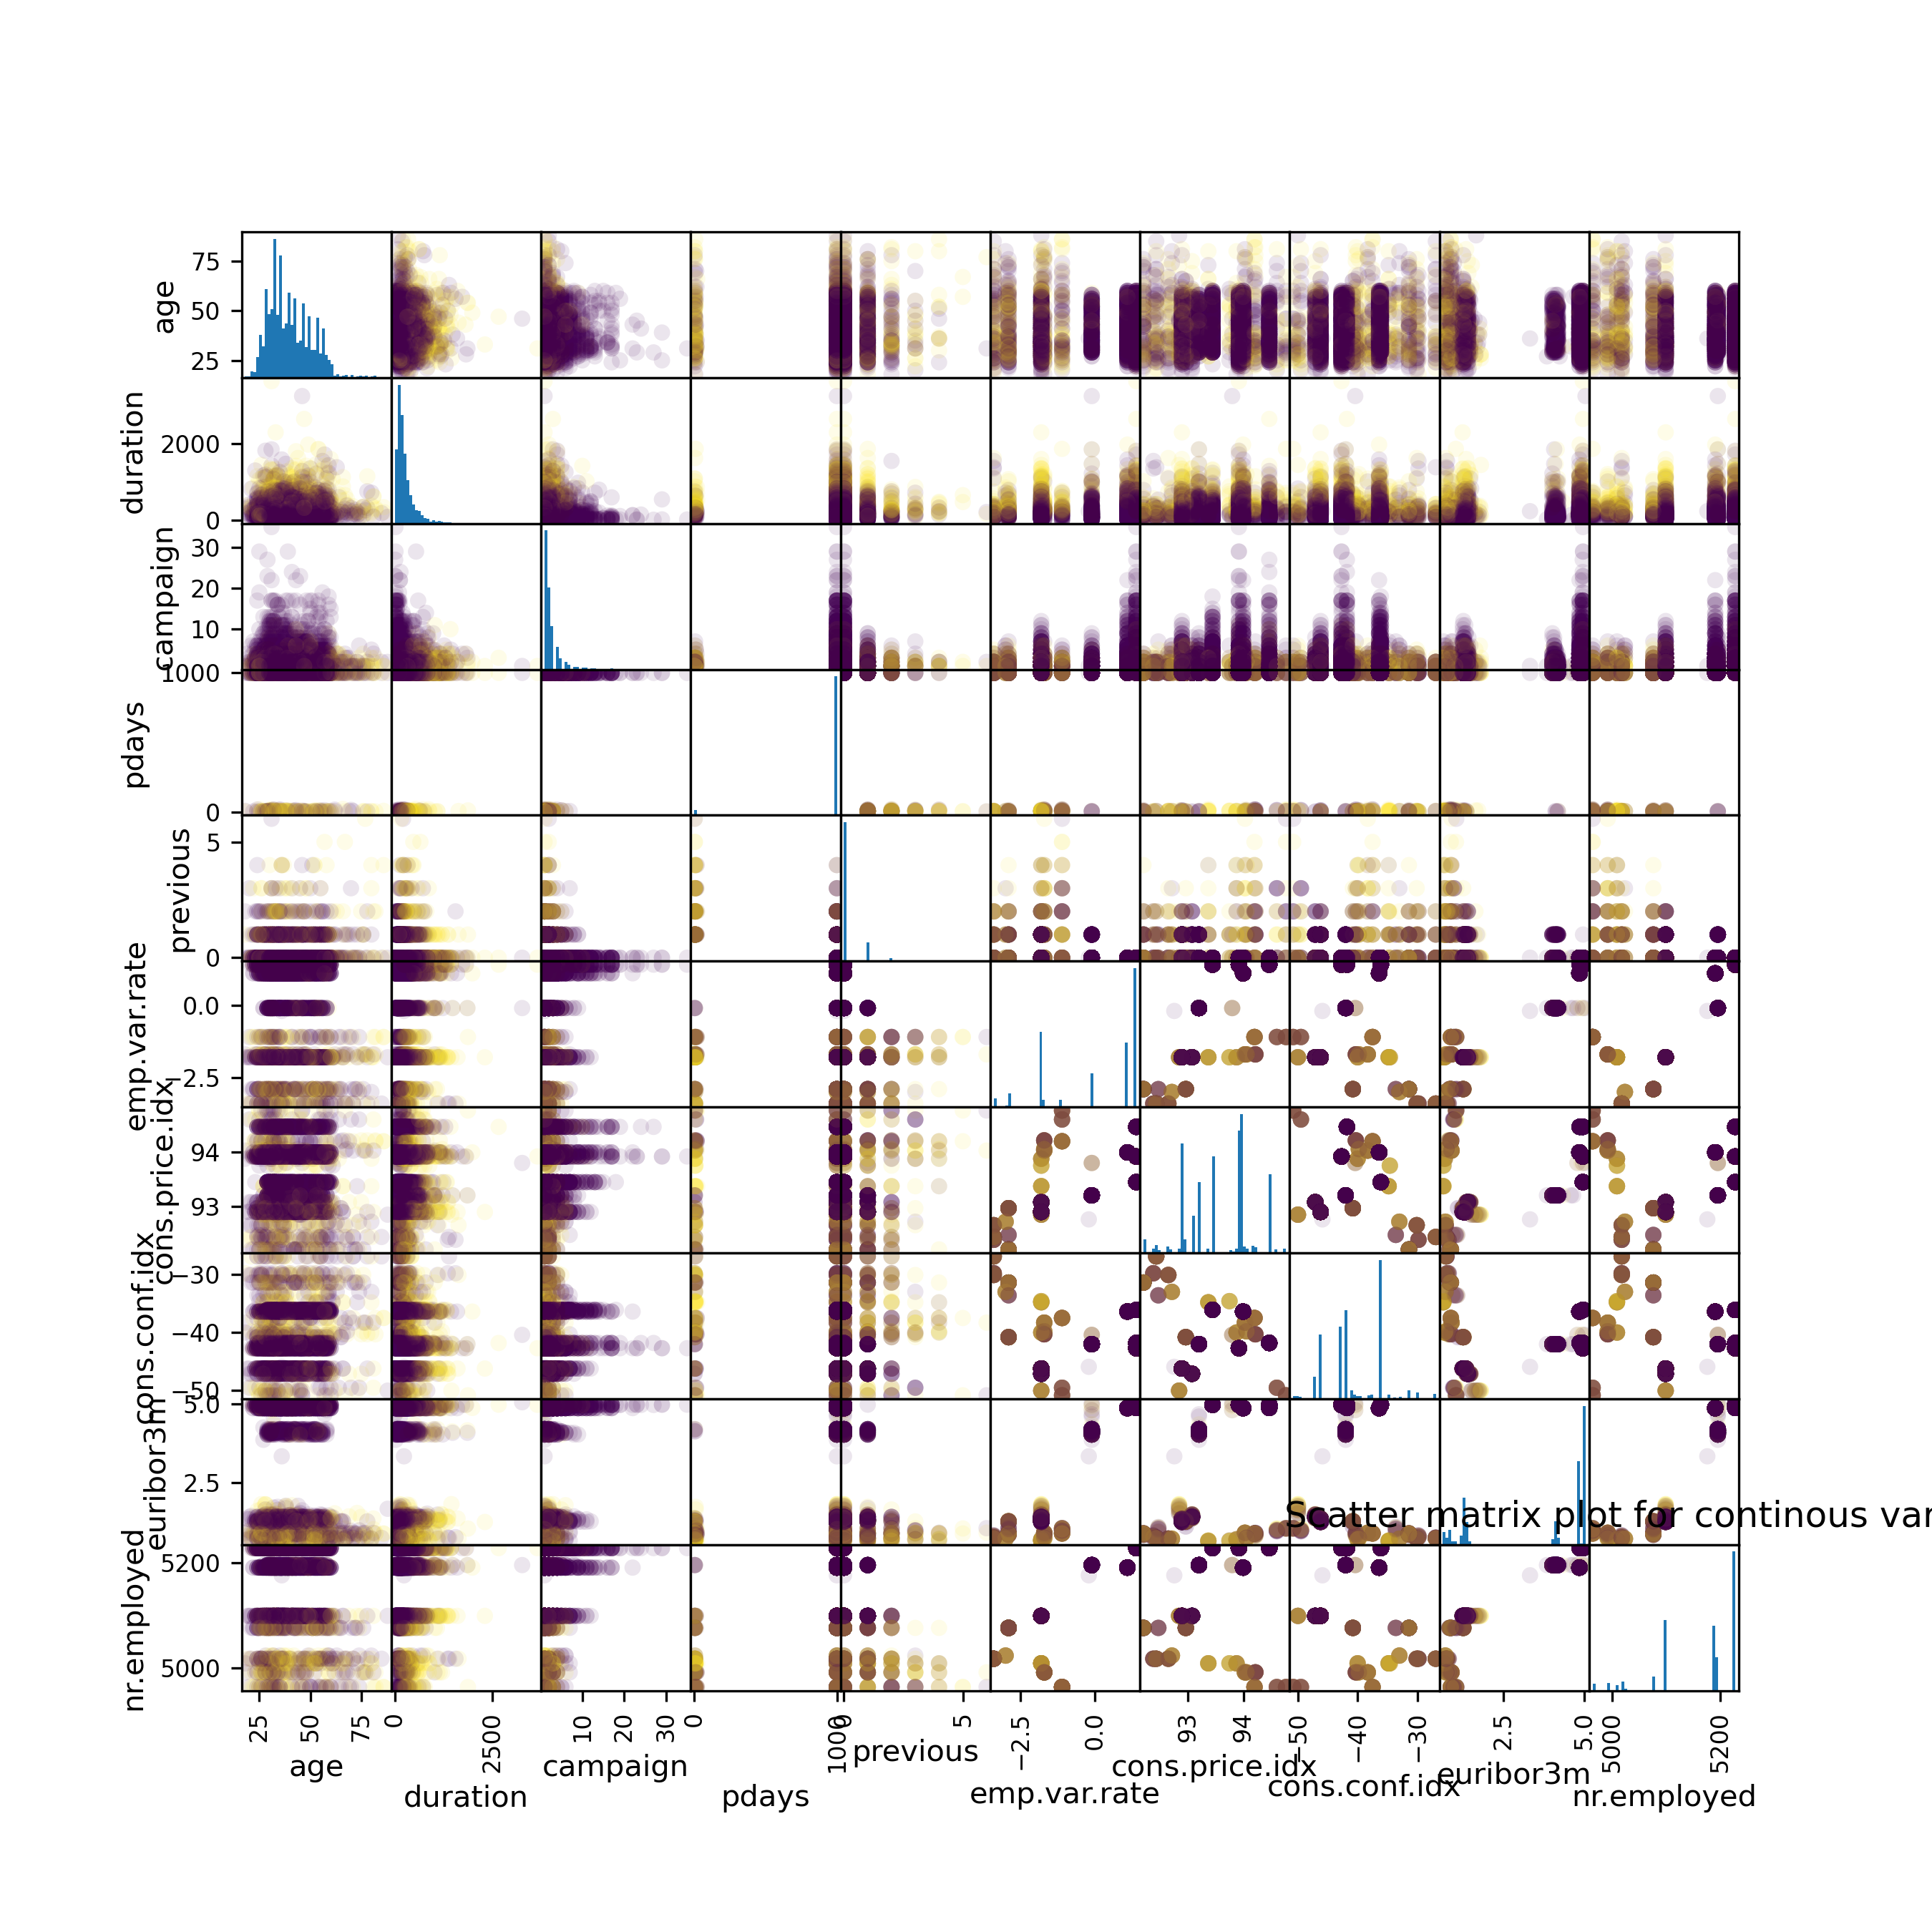 75
50
25
age
2000
0
duration
30
20
10
campaign
1000
0
pdays
5
0
previous
0.0
2.5
emp.var.rate
94
93
cons.price.idx
−30
−40
−50
cons.conf.idx
5.0
2.5
euribor3m
Scatter matrix plot for continous var
5200
5000
nr.employed
25 50 75 0 2500 10 20 30 0 1000 0 5 −2.5 0.0 93 94 −50 −40 −30 2.5 5.0 5000 5200
age duration campaign pdays previous emp.var.rate cons.price.idx cons.conf.idx euribor3m nr.employed